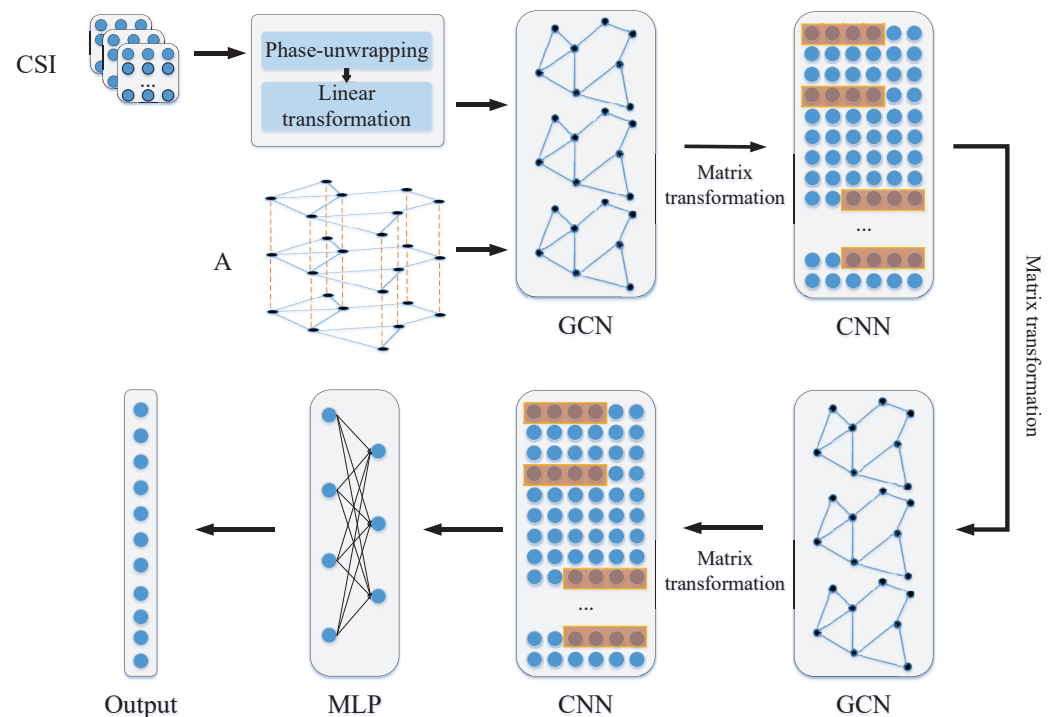 CSI
...
Phase-unwrapping
Linear
transformation
A
GCN
Matrix
transformation
...
CNN
Matrix transformation
Output
MLP
...
CNN
Matrix
transformation
GCN